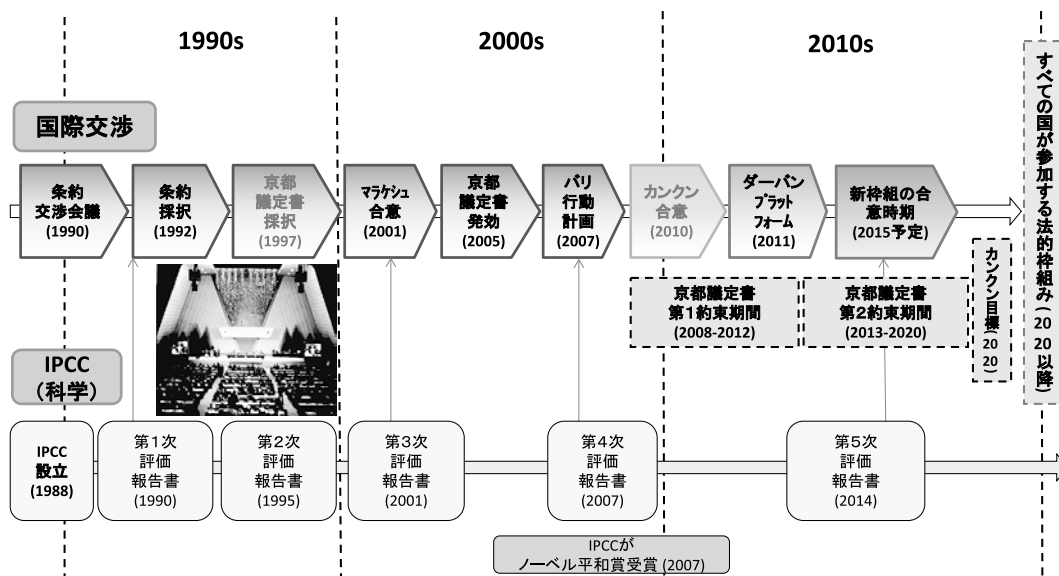 1990s
2000s
2010s
国際交渉
条約
交渉会議
(1990)
条約
採択
(1992)
京都
議定書
採択
(1997)
マラケシュ
合意
(2001)
京都
議定書
発効
(2005)
バリ
行動
計画
(2007)
カンクン
合意
(2010)
ダーバン
プラット
フォーム
(2011)
新枠組の合
意時期
(2015予定)
すべての国が参加する法的枠組み(2020以降)
京都議定書
第1約束期間
(2008-2012)
京都議定書
第2約束期間
(2013-2020)
カンクン目標(2020)
IPCC
(科学)
IPCC
設立
(1988)
第1次
評価
報告書
(1990)
第2次
評価
報告書
(1995)
第3次
評価
報告書
(2001)
第4次
評価
報告書
(2007)
第5次
評価
報告書
(2014)
IPCCが
ノーベル平和賞受賞(2007)